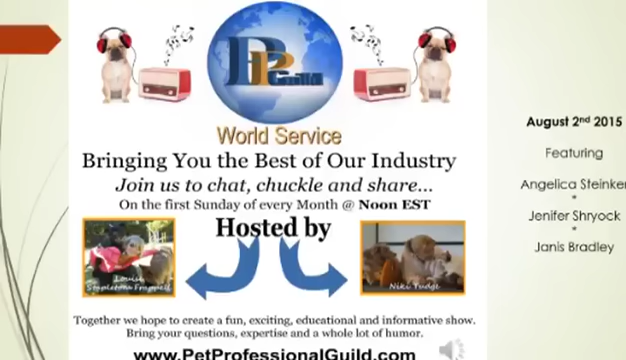 PPGuild
World Service
Bringing You the Best of Our Industry
Join us to chat, chuckle and share...
On the first Sunday of every Month @ Noon EST
Hosted by
Louise
Stapleton Frappell
Niki Tudge
Together we hope to create a fun, exciting, educational and informative show.
Bring your questions, expertise and a whole lot of humor.
www.PetProfessionalGuild.com
August 2nd 2015
Featuring
Angelica Steinker
*
Jenifer Shryock
*
Janis Bradley